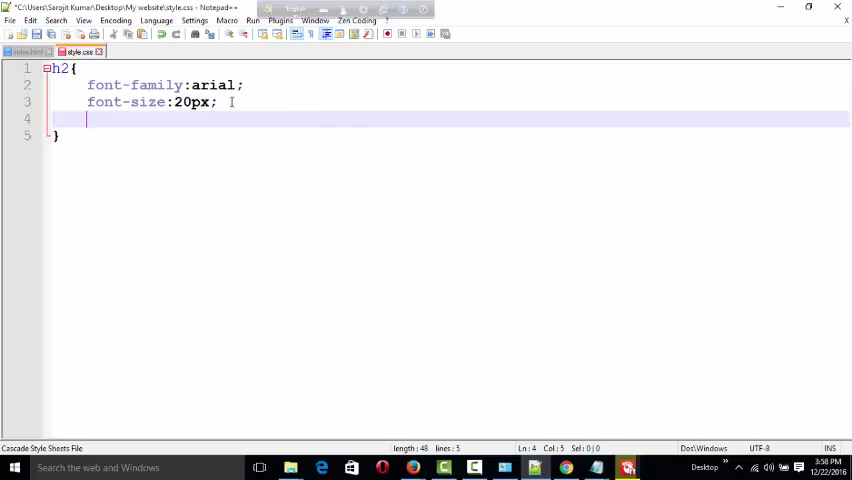 *C:\Users\Sarojit Kumar\Desktop\My website\style.css - Notepad++
English
File Edit Search View Encoding Language Settings Macro Run Plugins Window Zen Coding ?
X
index.html style.css
1 h2{
2 font-family:arial;
3 font-size:20px;
4
5 }
Cascade Style Sheets File length : 48 lines : 5 Ln : 4 Col : 5 Sel : 0 | 0 Dos\Windows UTF-8 INS
Search the web and Windows
Desktop
3:58 PM
12/22/2016